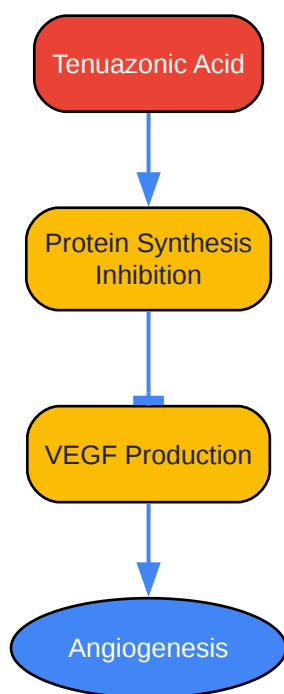 Tenuazonic Acid
Protein Synthesis
Inhibition
VEGF Production
Angiogenesis